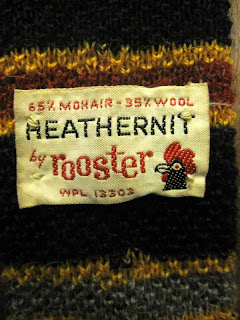 65% MOHAIR - 35% WOOL
HEATHERNIT
by rooster
WPL 13303